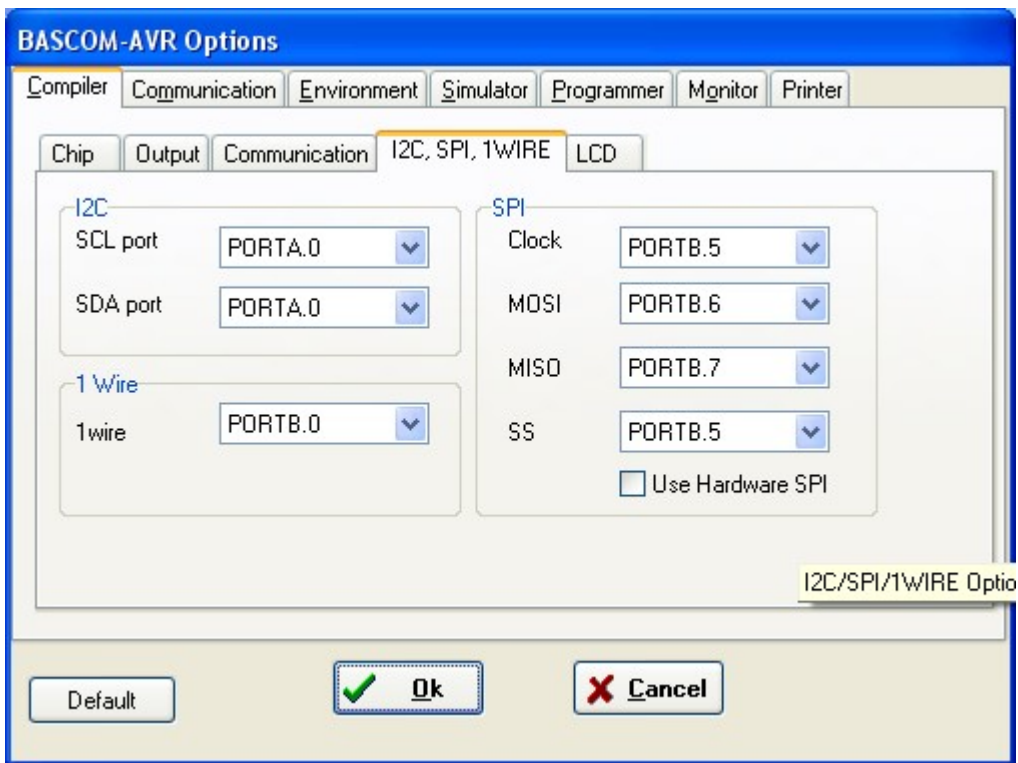 BASCOM-AVR Options
Compiler Communication Environment Simulator Programmer Monitor Printer
Chip Output Communication I2C, SPI, 1WIRE LCD
I2C
SCL port PORTA.0
SDA port PORTA.0
1 Wire
1wire PORTB.0
SPI
Clock PORTB.5
MOSI PORTB.6
MISO PORTB.7
SS PORTB.5
Use Hardware SPI
I2C/SPI/1WIRE Optio
Default Ok Cancel